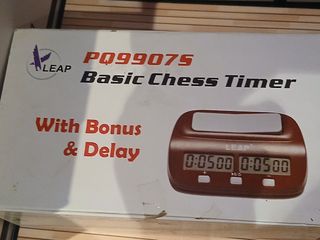 LEAP
PQ9907S
Basic Chess Timer
With Bonus
& Delay
LEAP
0:05:00 0:05:00